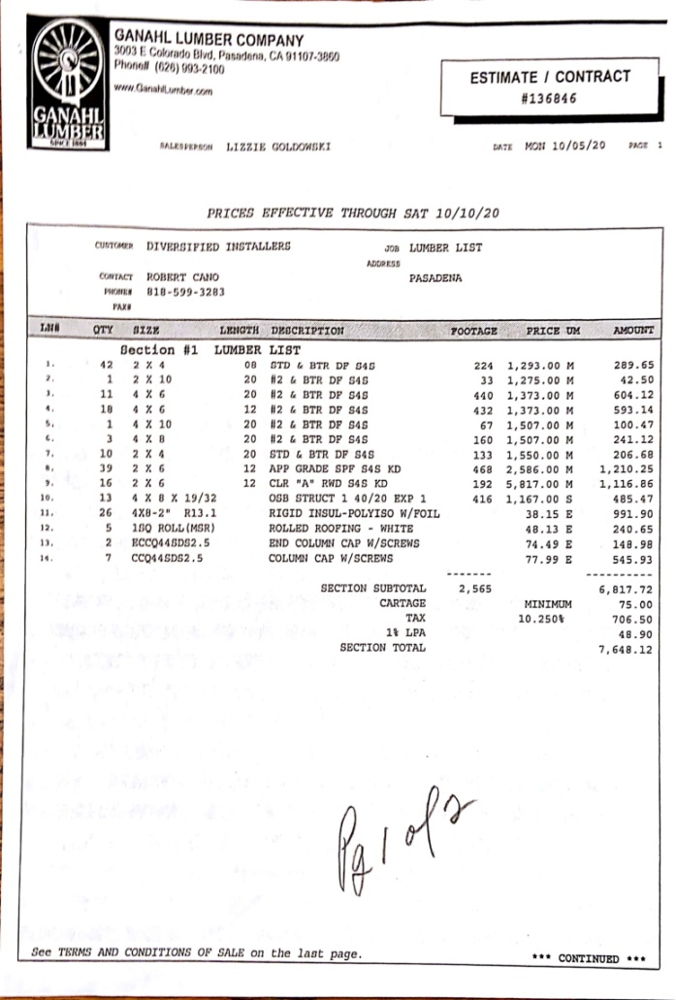 GANAHL LUMBER COMPANY
3003 E Colorado Blvd, Pasadena, CA 91107-3860
Phone# (626) 993-2100
www.GanahlLumber.com
GANAHL
LUMBER
SINCE 1884
ESTIMATE / CONTRACT
#136846
SALESPERSON LIZZIE GOLDOWSKI DATE MON 10/05/20 PAGE 1
PRICES EFFECTIVE THROUGH SAT 10/10/20
CUSTOMER DIVERSIFIED INSTALLERS JOB LUMBER LIST
ADDRESS
CONTACT ROBERT CANO PASADENA
PHONE# 818-599-3283
FAX#
LN# QTY SIZE LENGTH DESCRIPTION FOOTAGE PRICE UM AMOUNT
Section #1 LUMBER LIST
1. 42 2 X 4 08 STD & BTR DF S4S 224 1,293.00 M 289.65
2. 1 2 X 10 20 #2 & BTR DF S4S 33 1,275.00 M 42.50
3. 11 4 X 6 20 #2 & BTR DF S4S 440 1,373.00 M 604.12
4. 18 4 X 6 12 #2 & BTR DF S4S 432 1,373.00 M 593.14
5. 1 4 X 10 20 #2 & BTR DF S4S 67 1,507.00 M 100.47
6. 3 4 X 8 20 #2 & BTR DF S4S 160 1,507.00 M 241.12
7. 10 2 X 4 20 STD & BTR DF S4S 133 1,550.00 M 206.68
8. 39 2 X 6 12 APP GRADE SPF S4S KD 468 2,586.00 M 1,210.25
9. 16 2 X 6 12 CLR "A" RWD S4S KD 192 5,817.00 M 1,116.86
10. 13 4 X 8 X 19/32 OSB STRUCT 1 40/20 EXP 1 416 1,167.00 S 485.47
11. 26 4X8-2" R13.1 RIGID INSUL-POLYISO W/FOIL 38.15 E 991.90
12. 5 1SQ ROLL(MSR) ROLLED ROOFING - WHITE 48.13 E 240.65
13. 2 ECCQ44SDS2.5 END COLUMN CAP W/SCREWS 74.49 E 148.98
14. 7 CCQ44SDS2.5 COLUMN CAP W/SCREWS 77.99 E 545.93
SECTION SUBTOTAL 2,565 6,817.72
CARTAGE MINIMUM 75.00
TAX 10.250% 706.50
1% LPA 48.90
SECTION TOTAL 7,648.12
Pg 1 of 2
See TERMS AND CONDITIONS OF SALE on the last page. *** CONTINUED ***